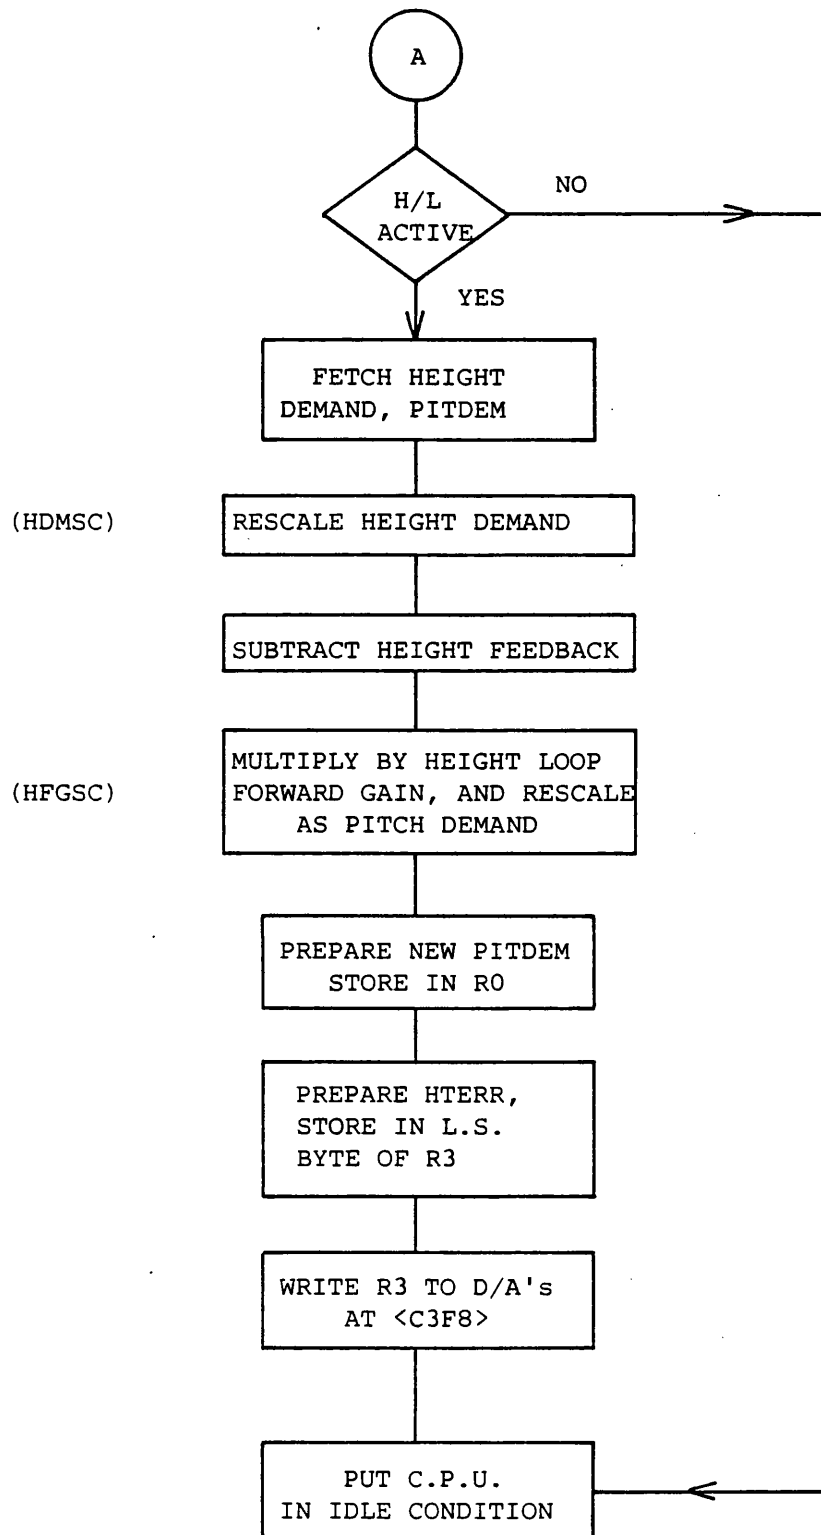 A
NO
H/L
ACTIVE
YES
FETCH HEIGHT
DEMAND, PITDEM
(HDMSC)
RESCALE HEIGHT DEMAND
SUBTRACT HEIGHT FEEDBACK
(HFGSC)
MULTIPLY BY HEIGHT LOOP
FORWARD GAIN, AND RESCALE
AS PITCH DEMAND
PREPARE NEW PITDEM
STORE IN R0
PREPARE HTERR,
STORE IN L.S.
BYTE OF R3
WRITE R3 TO D/A's
AT <C3F8>
PUT C.P.U.
IN IDLE CONDITION